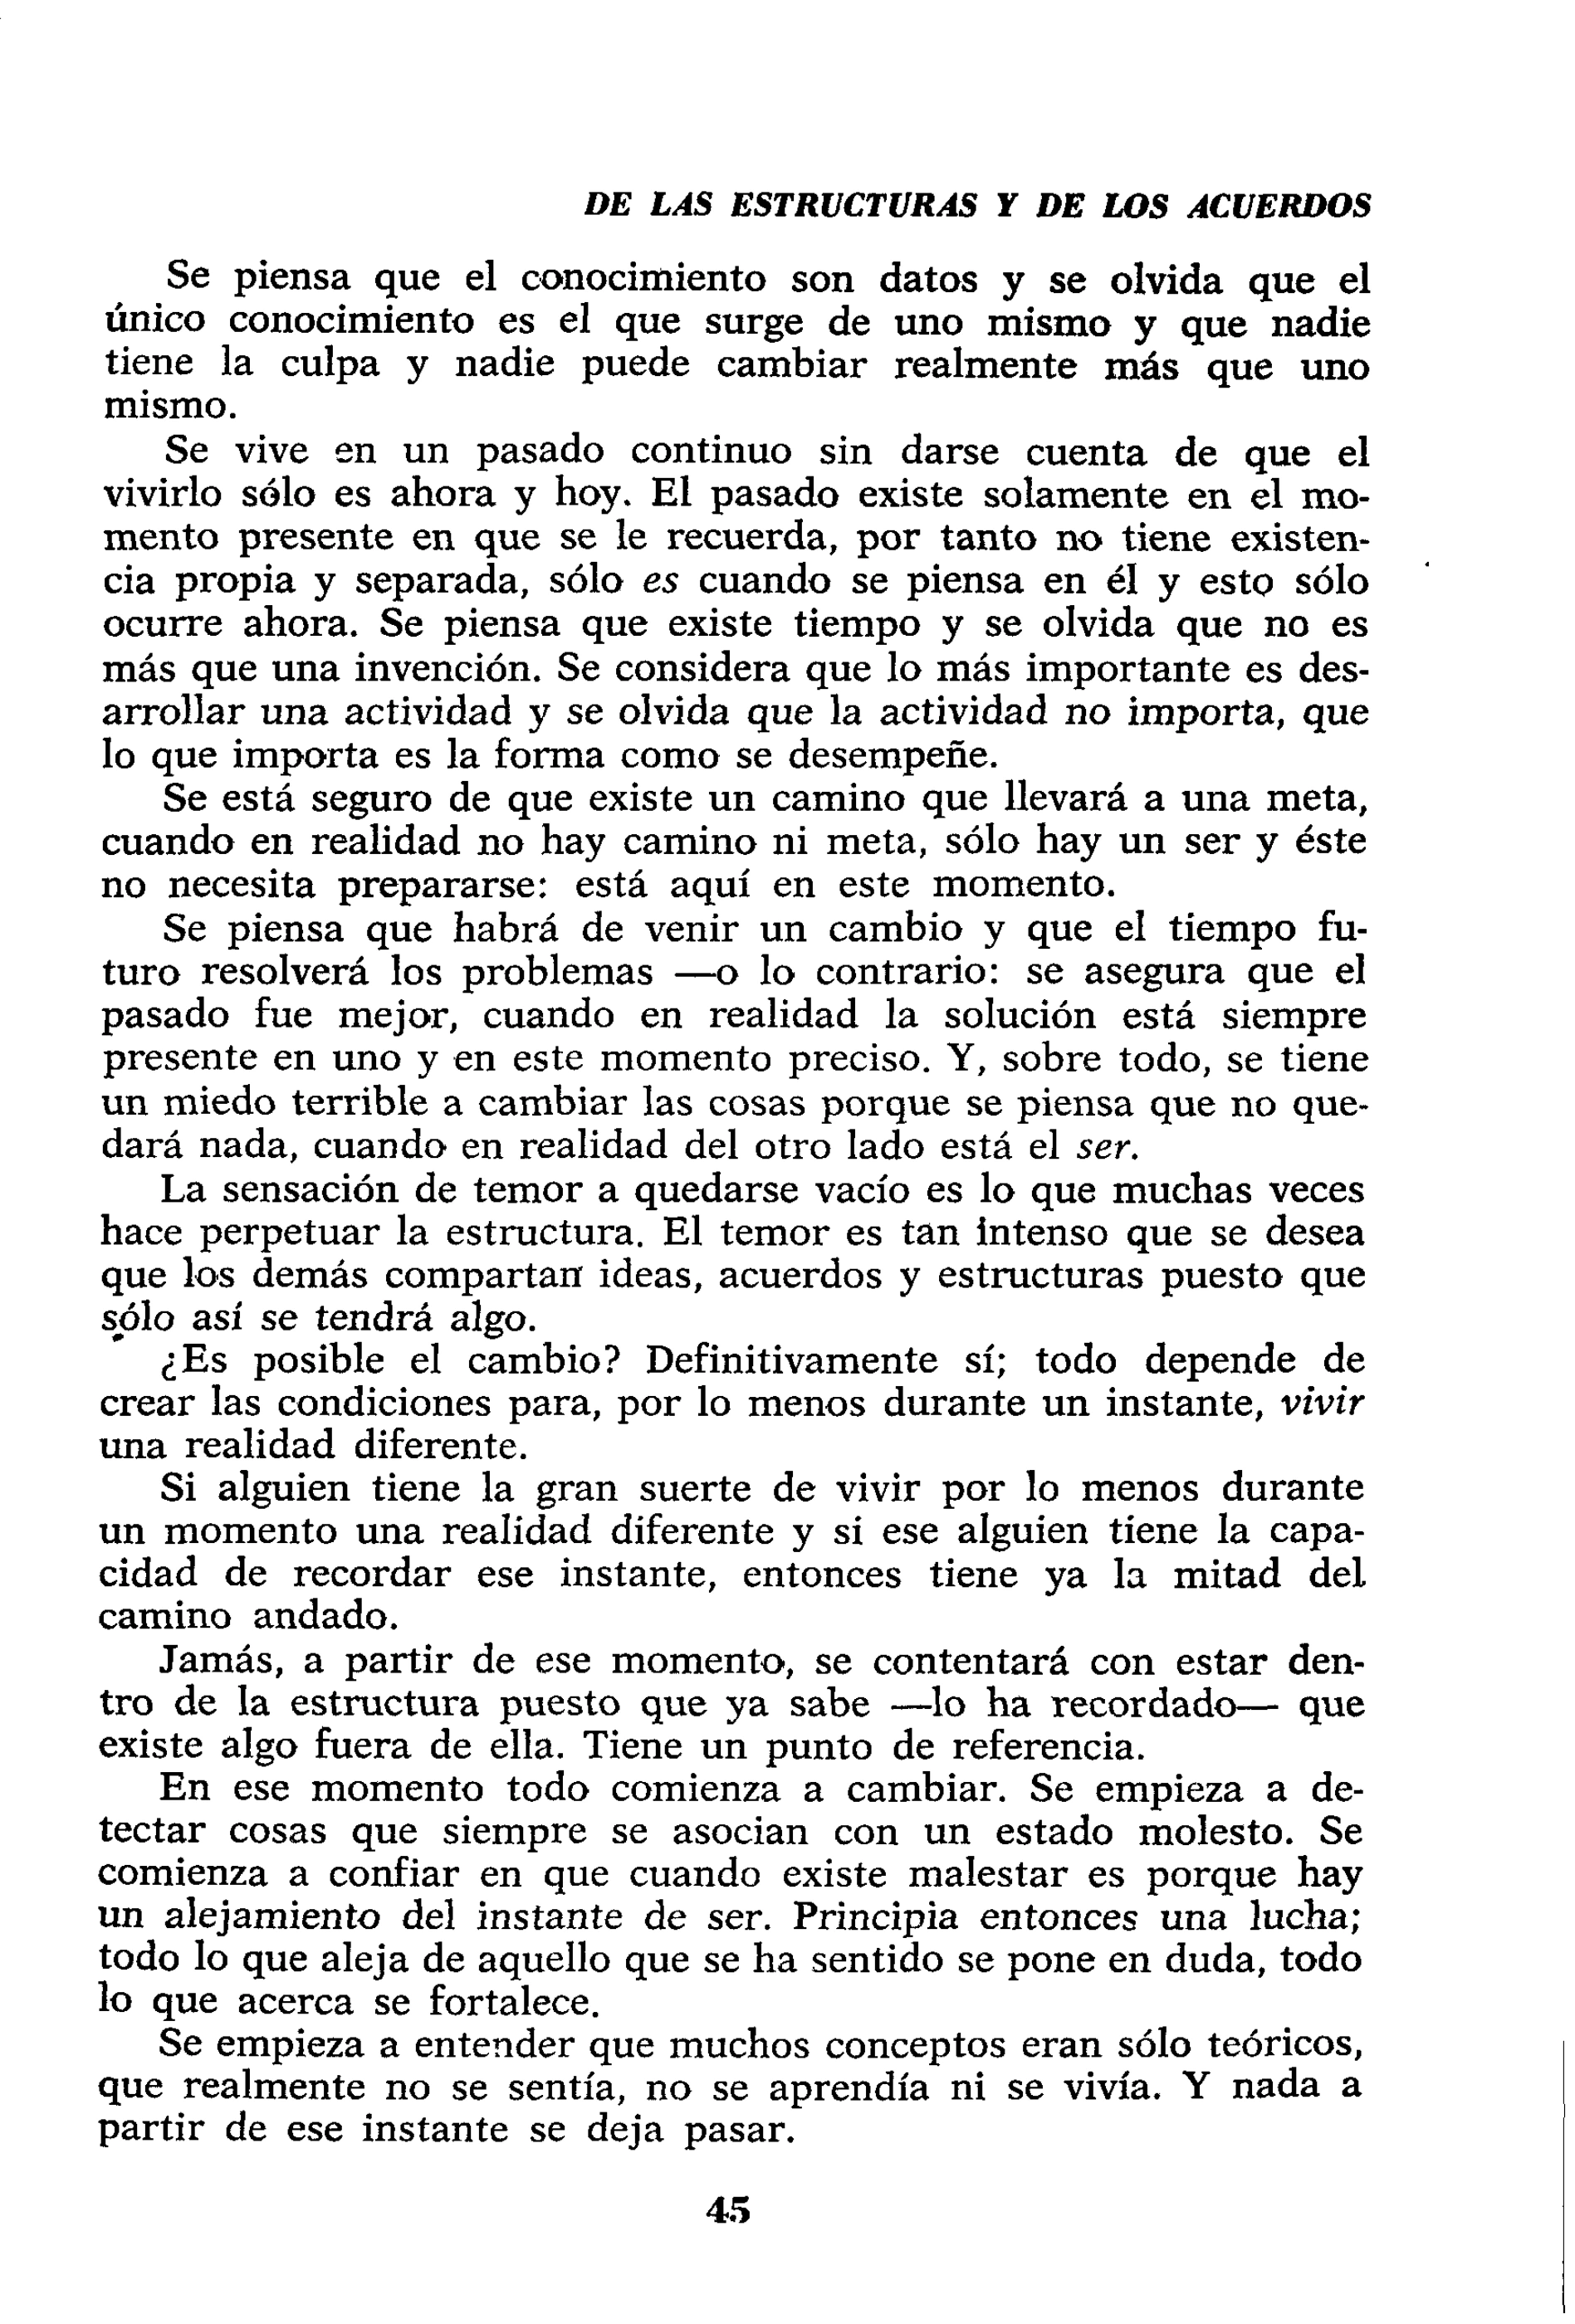 DE LAS ESTRUCTURAS Y DE LOS ACUERDOS
Se piensa que el conocimiento son datos y se olvida que el
único conocimiento es el que surge de uno mismo y que nadie
tiene la culpa y nadie puede cambiar realmente más que uno
mismo.
Se vive en un pasado continuo sin darse cuenta de que el
vivirlo sólo es ahora y hoy. El pasado existe solamente en el mo-
mento presente en que se le recuerda, por tanto no tiene existen-
cia propia y separada, sólo es cuando se piensa en él y esto sólo
ocurre ahora. Se piensa que existe tiempo y se olvida que no es
más que una invención. Se considera que lo más importante es des-
arrollar una actividad y se olvida que la actividad no importa, que
lo que importa es la forma como se desempeñe.
Se está seguro de que existe un camino que llevará a una meta,
cuando en realidad no hay camino ni meta, sólo hay un ser y éste
no necesita prepararse: está aquí en este momento.
Se piensa que habrá de venir un cambio y que el tiempo fu-
turo resolverá los problemas —o lo contrario: se asegura que el
pasado fue mejor, cuando en realidad la solución está siempre
presente en uno y en este momento preciso. Y, sobre todo, se tiene
un miedo terrible a cambiar las cosas porque se piensa que no que-
dará nada, cuando en realidad del otro lado está el ser.
La sensación de temor a quedarse vacío es lo que muchas veces
hace perpetuar la estructura. El temor es tan intenso que se desea
que los demás compartan ideas, acuerdos y estructuras puesto que
sólo así se tendrá algo.
¿Es posible el cambio? Definitivamente sí; todo depende de
crear las condiciones para, por lo menos durante un instante, vivir
una realidad diferente.
Si alguien tiene la gran suerte de vivir por lo menos durante
un momento una realidad diferente y si ese alguien tiene la capa-
cidad de recordar ese instante, entonces tiene ya la mitad del
camino andado.
Jamás, a partir de ese momento, se contentará con estar den-
tro de la estructura puesto que ya sabe —lo ha recordado— que
existe algo fuera de ella. Tiene un punto de referencia.
En ese momento todo comienza a cambiar. Se empieza a de-
tectar cosas que siempre se asocian con un estado molesto. Se
comienza a confiar en que cuando existe malestar es porque hay
un alejamiento del instante de ser. Principia entonces una lucha;
todo lo que aleja de aquello que se ha sentido se pone en duda, todo
lo que acerca se fortalece.
Se empieza a entender que muchos conceptos eran sólo teóricos,
que realmente no se sentía, no se aprendía ni se vivía. Y nada a
partir de ese instante se deja pasar.
45